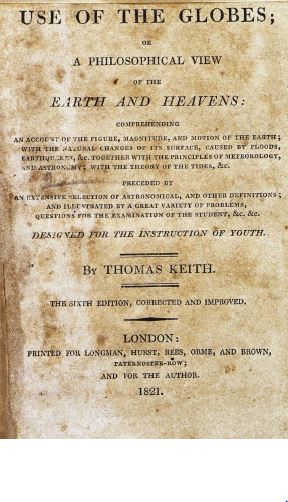 USE OF THE GLOBES;
OR
A PHILOSOPHICAL VIEW
OF THE
EARTH AND HEAVENS:
COMPREHENDING
AN ACCOUNT OF THE FIGURE, MAGNITUDE, AND MOTION OF THE EARTH;
WITH THE NATURAL CHANGES OF ITS SURFACE, CAUSED BY FLOODS,
EARTHQUAKES, &c. TOGETHER WITH THE PRINCIPLES OF METEOROLOGY,
AND ASTRONOMY; WITH THE THEORY OF THE TIDES, &c.
PRECEDED BY
AN EXTENSIVE SELECTION OF ASTRONOMICAL, AND OTHER DEFINITIONS;
AND ILLUSTRATED BY A GREAT VARIETY OF PROBLEMS,
QUESTIONS FOR THE EXAMINATION OF THE STUDENT, &c. &c.
DESIGNED FOR THE INSTRUCTION OF YOUTH.
By THOMAS KEITH.
THE SIXTH EDITION, CORRECTED AND IMPROVED.
LONDON:
PRINTED FOR LONGMAN, HURST, REES, ORME, AND BROWN,
PATERNOSTER-ROW;
AND FOR THE AUTHOR.
1821.